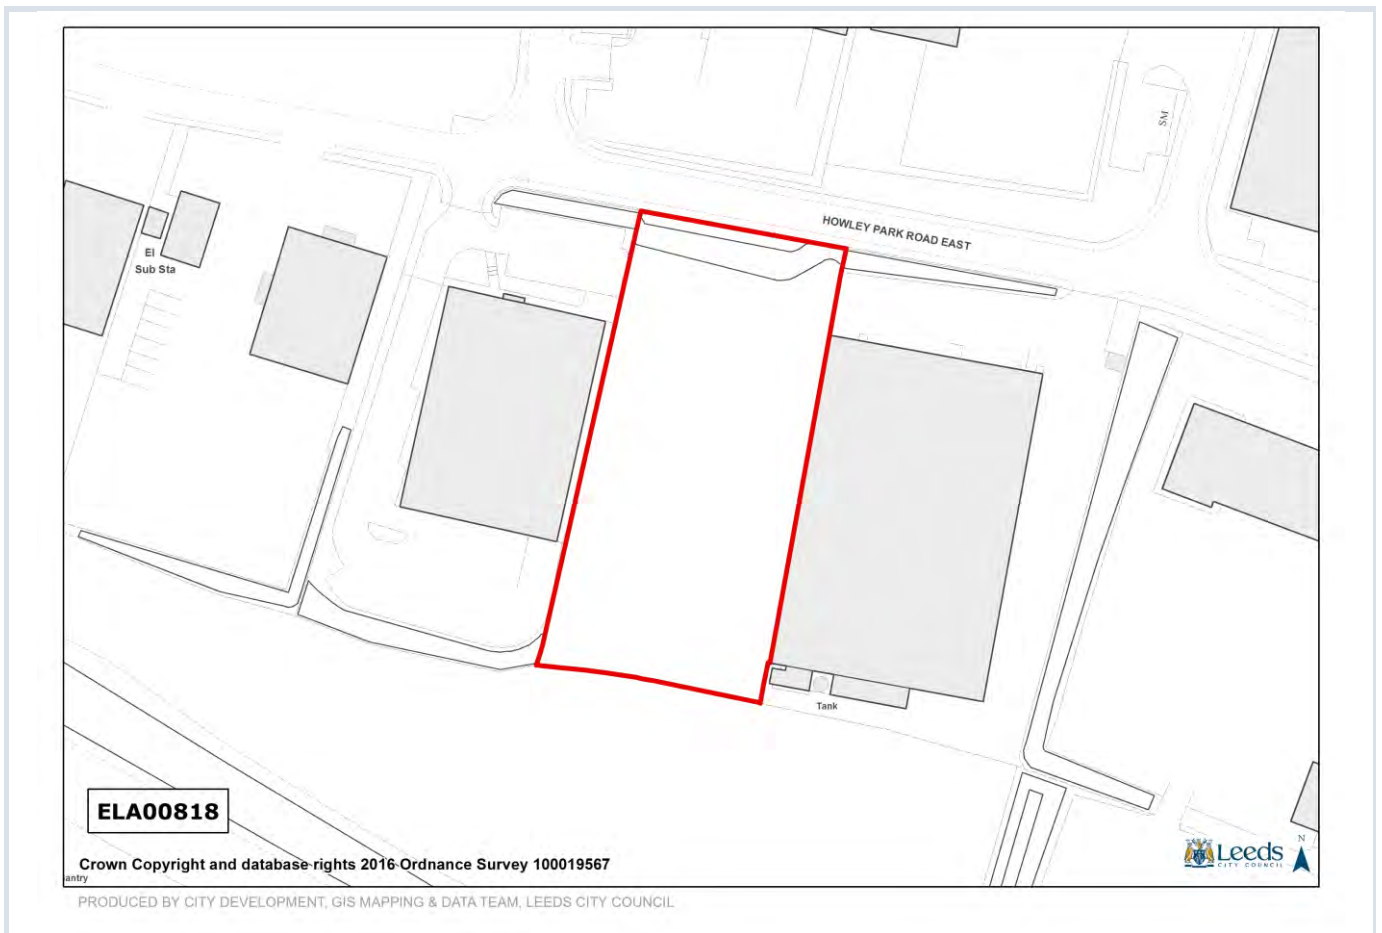 SM
HOWLEY PARK ROAD EAST
El
Sub Sta
Tank
ELA00818
N
Leeds
CITY COUNCIL
Crown Copyright and database rights 2016 Ordnance Survey 100019567
antry
PRODUCED BY CITY DEVELOPMENT, GIS MAPPING & DATA TEAM, LEEDS CITY COUNCIL